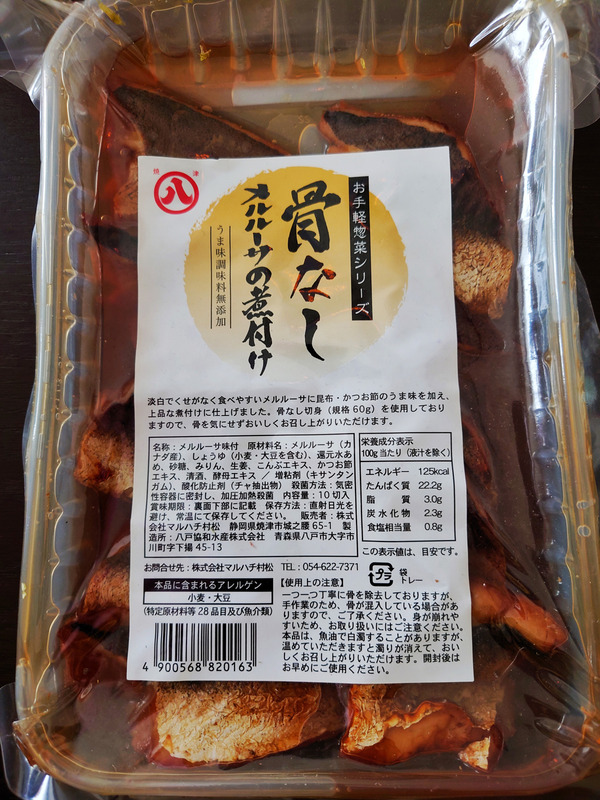 焼津
八
お手軽惣菜シリーズ
骨なし
メルルーサの煮付け
うま味調味料無添加
淡白でくせがなく食べやすいメルルーサに昆布・かつお節のうま味を加え、
上品な煮付けに仕上げました。骨なし切身（規格60g）を使用しており
ますので、骨を気にせずおいしくお召し上がりいただけます。
名称：メルルーサ味付　原材料名：メルルーサ（カ
ナダ産）、しょうゆ（小麦・大豆を含む）、還元水あ
め、砂糖、みりん、生姜、こんぶエキス、かつお節
エキス、清酒、酵母エキス ／ 増粘剤（キサンタン
ガム）、酸化防止剤（チャ抽出物）　殺菌方法：気密
性容器に密封し、加圧加熱殺菌　内容量：10切入
賞味期限：裏面下部に記載　保存方法：直射日光を
避け、常温にて保存してください。　販売者：株式
会社マルハチ村松　静岡県焼津市城之腰65-1　製
造所：八戸協和水産株式会社　青森県八戸市大字市
川町字下揚45-13
栄養成分表示
100g当たり（液汁を除く）
エネルギー　125kcal
たんぱく質　22.2g
脂　　質　3.0g
炭水化物　2.3g
食塩相当量　0.8g
この表示値は、目安です。
お問合せ先：株式会社マルハチ村松　TEL：054-622-7371
本品に含まれるアレルゲン
小麦・大豆
（特定原材料等28品目及び魚介類）
プラ
袋
トレー
【使用上の注意】
一つ一つ丁寧に骨を除去しておりますが、
手作業のため、骨が混入している場合があ
りますので、ご了承ください。身が崩れや
すいため、お取り扱いにはご注意ください。
本品は、魚油で白濁することがありますが、
温めていただきますと濁りが消えて、おい
しくお召し上がりいただけます。開封後は
お早めにご使用ください。
4 900568 820163